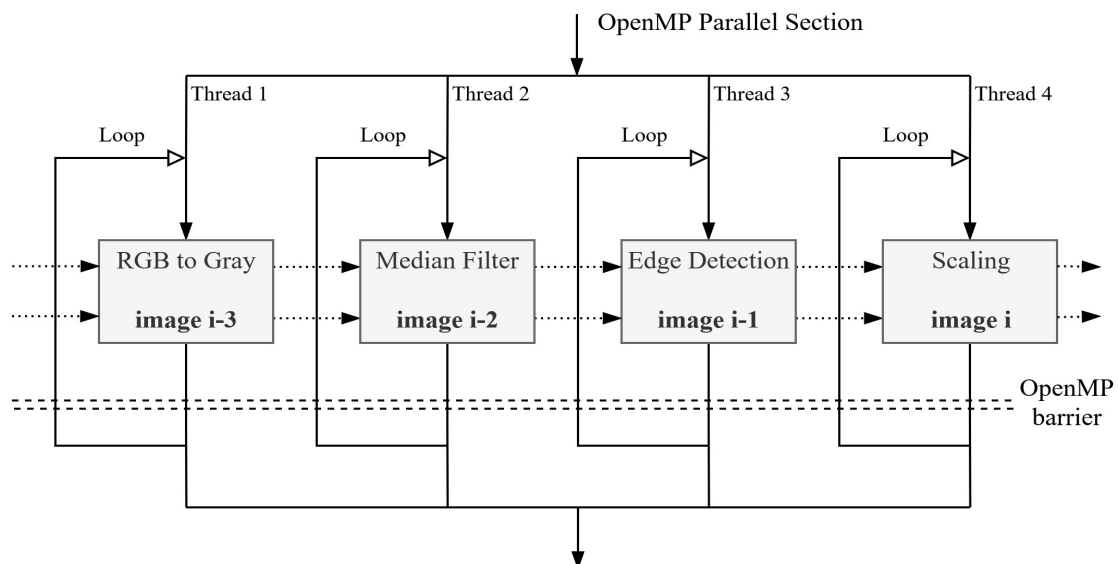 OpenMP Parallel Section
Thread 1
Thread 2
Thread 3
Thread 4
Loop
Loop
Loop
Loop
RGB to Gray
Median Filter
Edge Detection
Scaling
image i-3
image i-2
image i-1
image i
OpenMP
barrier